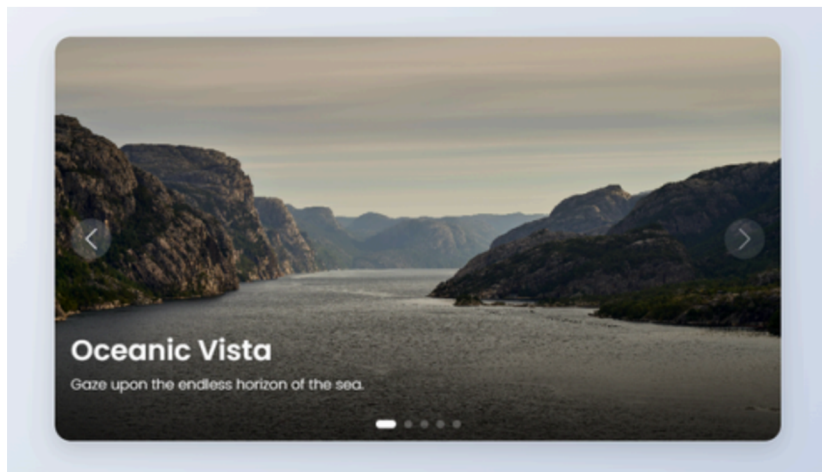 Oceanic Vista
Gaze upon the endless horizon of the sea.